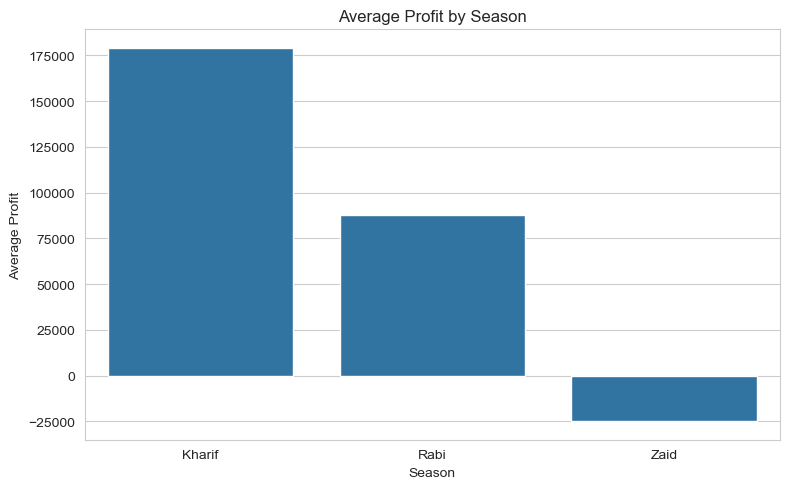 Average Profit by Season
175000
150000
125000
100000
75000
50000
25000
0
−25000
Average Profit
Kharif
Rabi
Zaid
Season